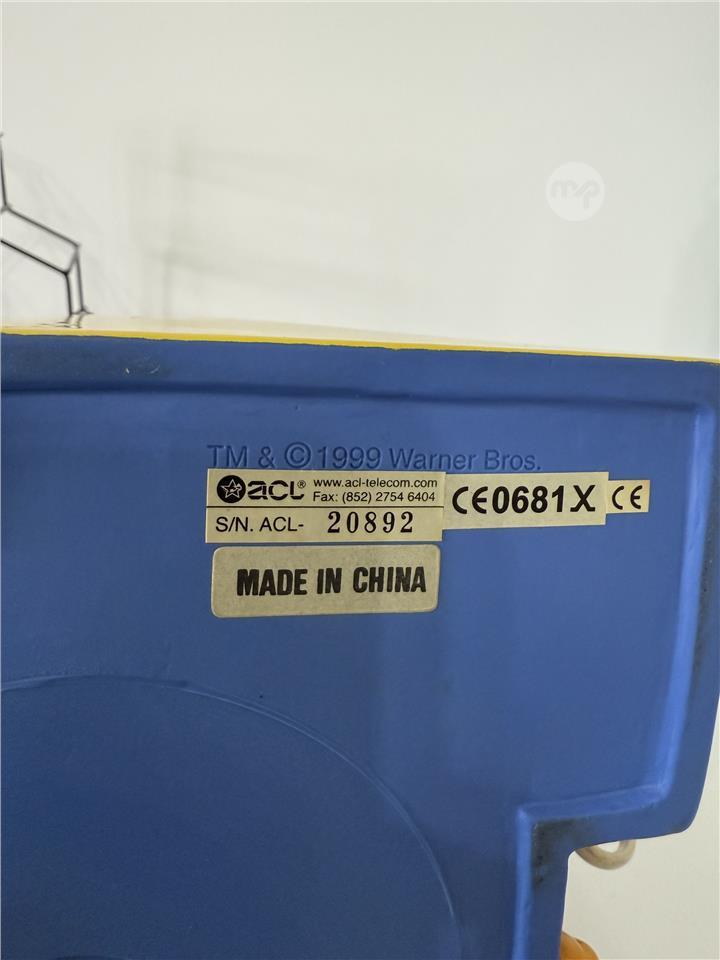 msp
TM & © 1999 Warner Bros.
acl® www.acl-telecom.com
Fax: (852) 2754 6404
S/N. ACL- 20892
CE0681X CE
MADE IN CHINA